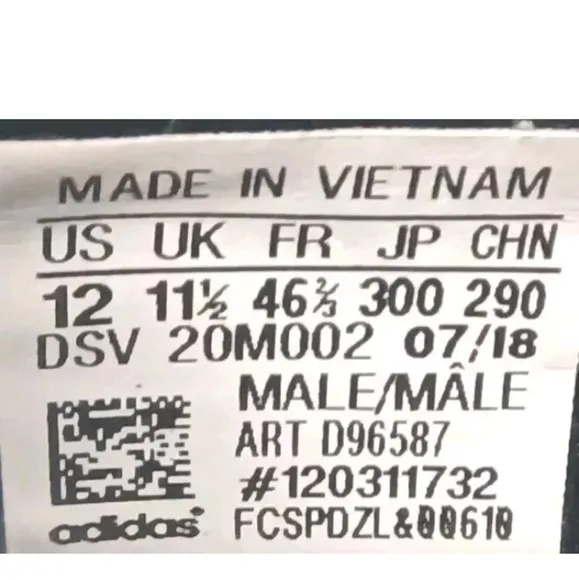 MADE IN VIETNAM
US UK FR JP CHN
12 11½ 46⅔ 300 290
DSV 20M002 07/18
MALE/MÂLE
ART D96587
#120311732
adidas FCSPDZL&00610